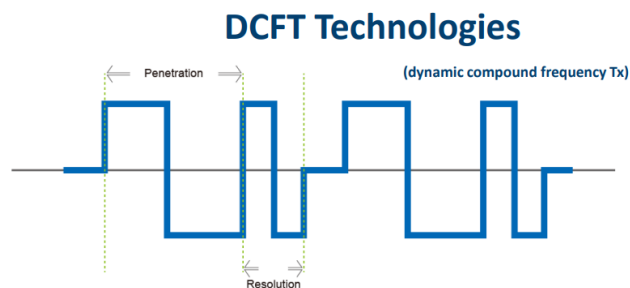 DCFT Technologies
(dynamic compound frequency Tx)
Penetration
Resolution